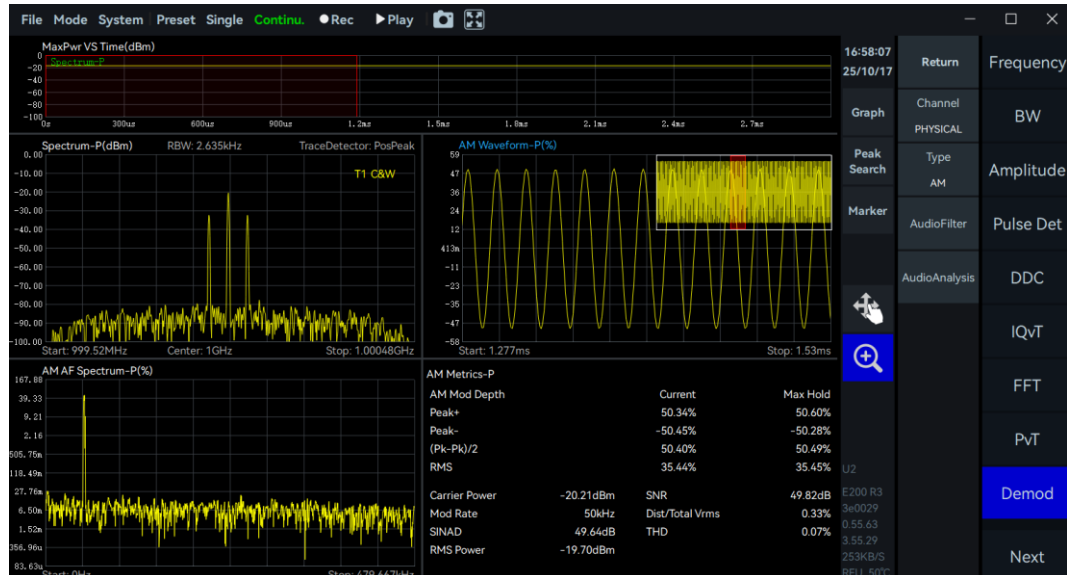 File Mode System Preset Single Continu. Rec Play
MaxPwr VS Time(dBm)
Spectrum-P
0
-20
-40
-60
-80
-100
0s 300us 600us 900us 1.2ms 1.5ms 1.8ms 2.1ms 2.4ms 2.7ms
Spectrum-P(dBm) RBW: 2.635kHz TraceDetector: PosPeak
T1 C&W
0.00
-10.00
-20.00
-30.00
-40.00
-50.00
-60.00
-70.00
-80.00
-90.00
-100.00
Start: 999.52MHz Center: 1GHz Stop: 1.00048GHz
AM Waveform-P(%)
59
47
36
24
12
413m
-11
-23
-35
-47
-58
Start: 1.277ms Stop: 1.53ms
AM AF Spectrum-P(%)
167.88
39.33
9.21
2.16
505.75m
118.49m
27.76m
6.50m
1.52m
356.96u
83.63u
Start: 0Hz Stop: 479.667kHz
AM Metrics-P
AM Mod Depth Current Max Hold
Peak+ 50.34% 50.60%
Peak- -50.45% -50.28%
(Pk-Pk)/2 50.40% 50.49%
RMS 35.44% 35.45%
Carrier Power -20.21dBm SNR 49.82dB
Mod Rate 50kHz Dist/Total Vrms 0.33%
SINAD 49.64dB THD 0.07%
RMS Power -19.70dBm
16:58:07
25/10/17
Graph
Peak
Search
Marker
U2
E200 R3
3e0029
0.55.63
3.55.29
253KB/S
REU 50°C
Return
Channel
PHYSICAL
Type
AM
AudioFilter
AudioAnalysis
Frequency
BW
Amplitude
Pulse Det
DDC
IQvT
FFT
PvT
Demod
Next